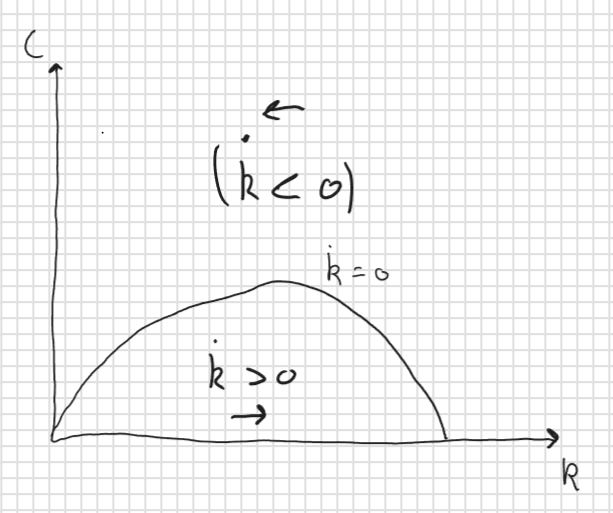 C
←
(k̇ < 0)
k̇ = 0
k̇ > 0
→
k